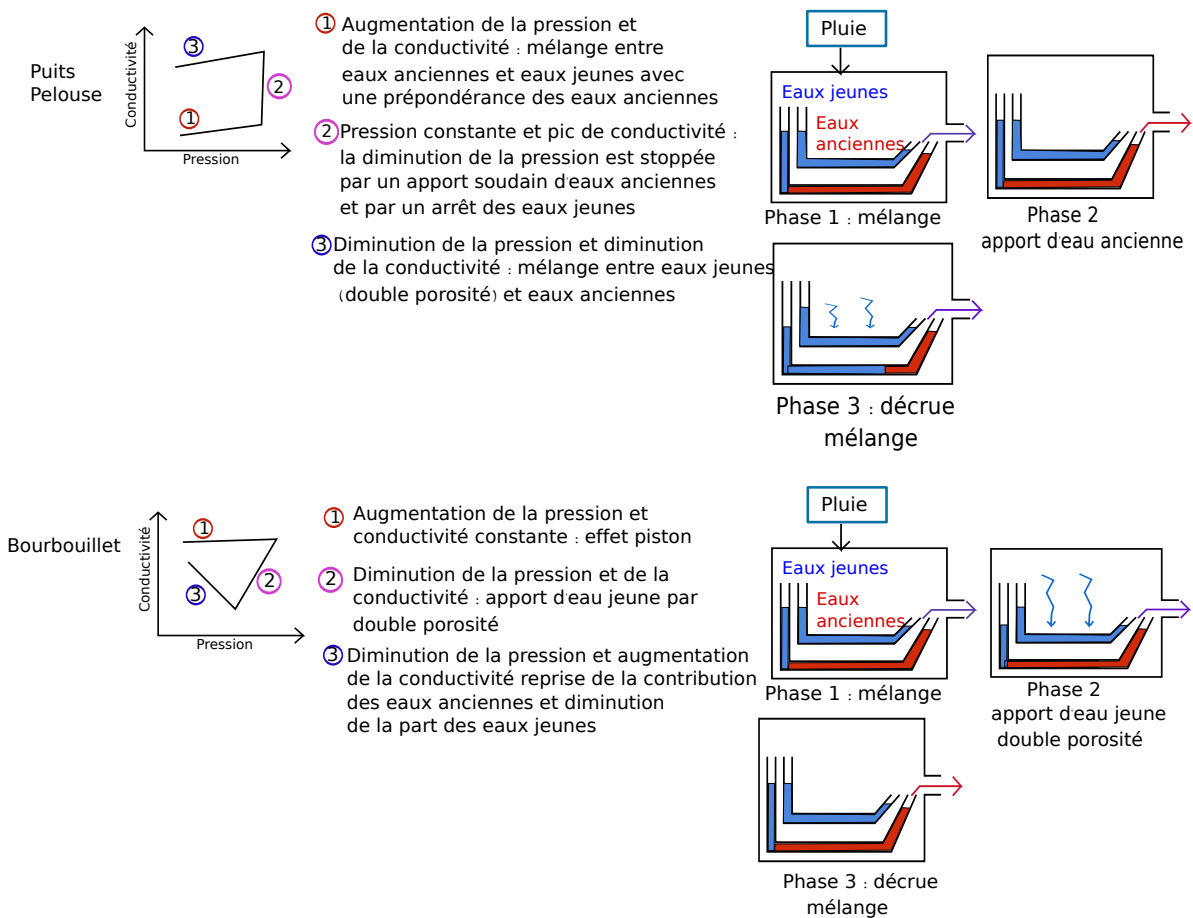 Puits
Pelouse
Conductivité
Pression
3
2
1
1 Augmentation de la pression et
de la conductivité : mélange entre
eaux anciennes et eaux jeunes avec
une prépondérance des eaux anciennes
2 Pression constante et pic de conductivité :
la diminution de la pression est stoppée
par un apport soudain d'eaux anciennes
et par un arrêt des eaux jeunes
3 Diminution de la pression et diminution
de la conductivité : mélange entre eaux jeunes
(double porosité) et eaux anciennes
Pluie
Eaux jeunes
Eaux
anciennes
Phase 1 : mélange
Phase 2
apport d'eau ancienne
Phase 3 : décrue
mélange
Bourbouillet
Conductivité
Pression
1
2
3
1 Augmentation de la pression et
conductivité constante : effet piston
2 Diminution de la pression et de la
conductivité : apport d'eau jeune par
double porosité
3 Diminution de la pression et augmentation
de la conductivité reprise de la contribution
des eaux anciennes et diminution
de la part des eaux jeunes
Pluie
Eaux jeunes
Eaux
anciennes
Phase 1 : mélange
Phase 2
apport d'eau jeune
double porosité
Phase 3 : décrue
mélange